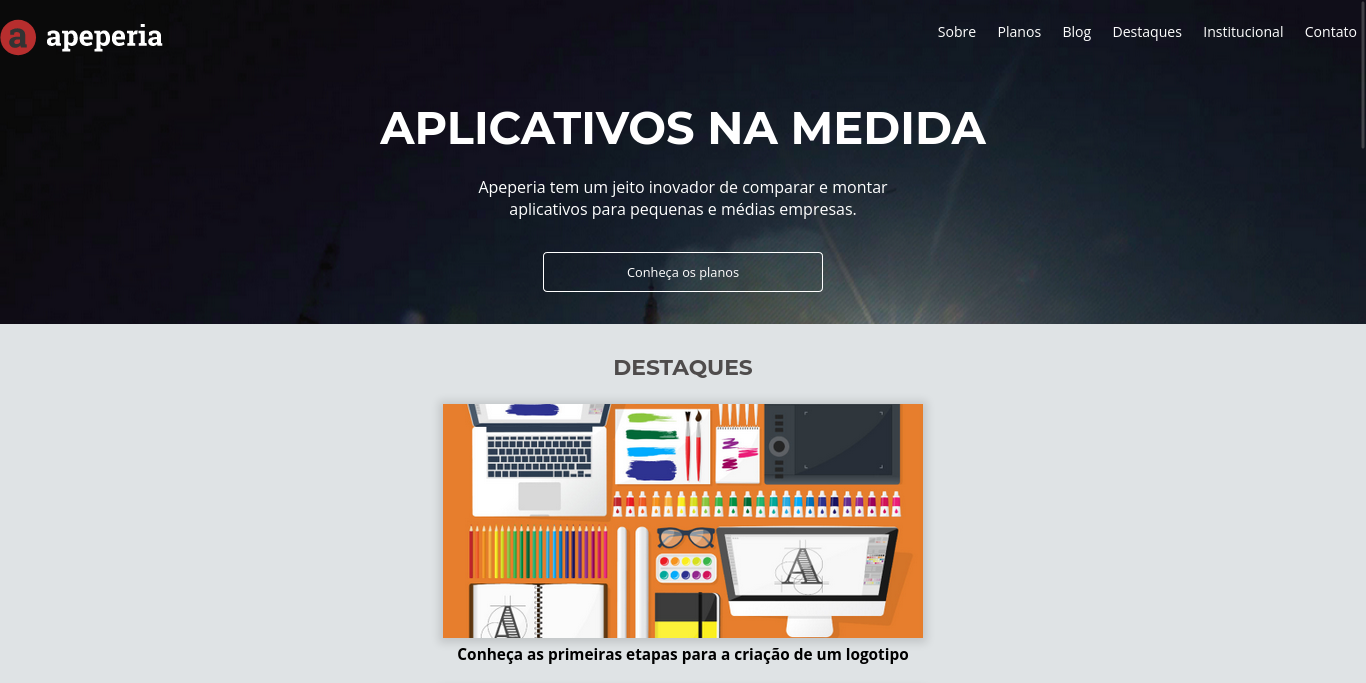 a apeperia
Sobre Planos Blog Destaques Institucional Contato
APLICATIVOS NA MEDIDA
Apeperia tem um jeito inovador de comparar e montar
aplicativos para pequenas e médias empresas.
Conheça os planos
DESTAQUES
A
A
Conheça as primeiras etapas para a criação de um logotipo